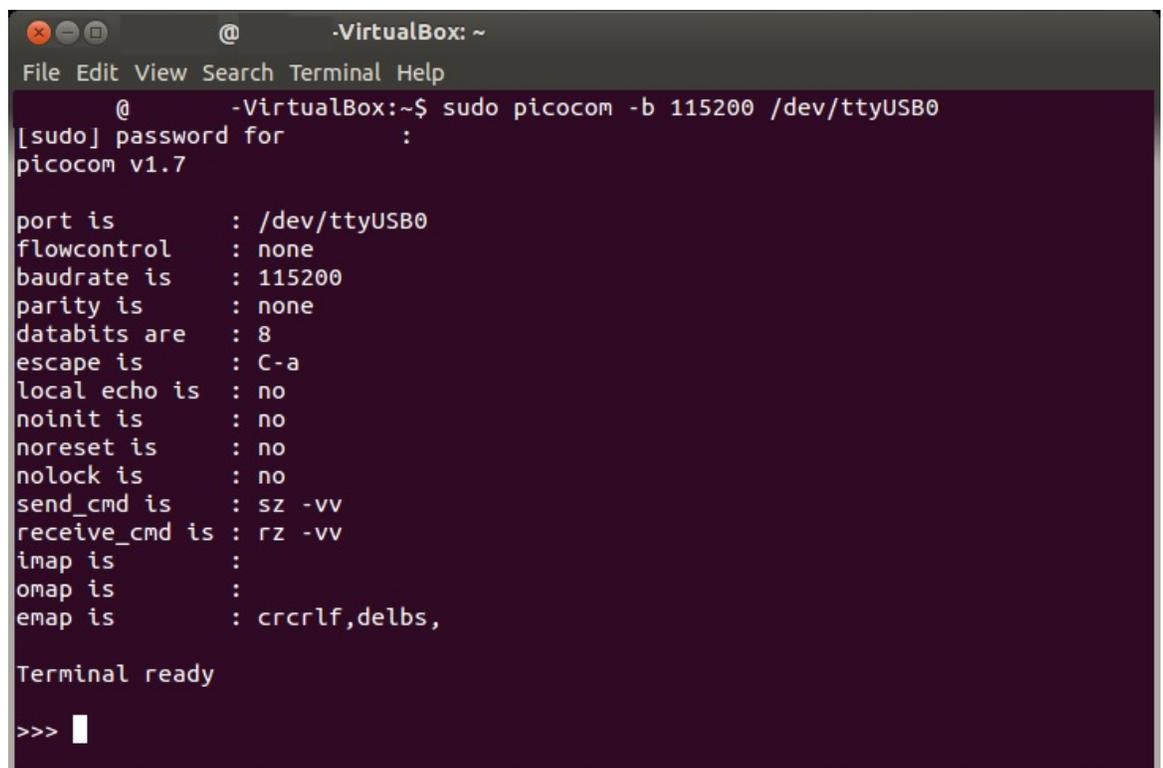 @ -VirtualBox: ~
File Edit View Search Terminal Help
@ -VirtualBox:~$ sudo picocom -b 115200 /dev/ttyUSB0
[sudo] password for :
picocom v1.7
port is : /dev/ttyUSB0
flowcontrol : none
baudrate is : 115200
parity is : none
databits are : 8
escape is : C-a
local echo is : no
noinit is : no
noreset is : no
nolock is : no
send_cmd is : sz -vv
receive_cmd is : rz -vv
imap is :
omap is :
emap is : crcrlf,delbs,
Terminal ready
>>>